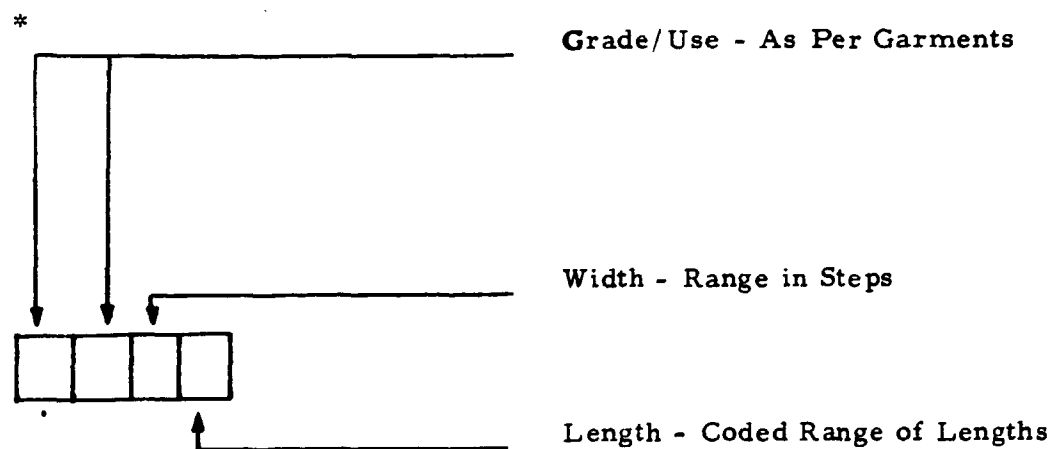 *
Grade/Use - As Per Garments
Width - Range in Steps
Length - Coded Range of Lengths